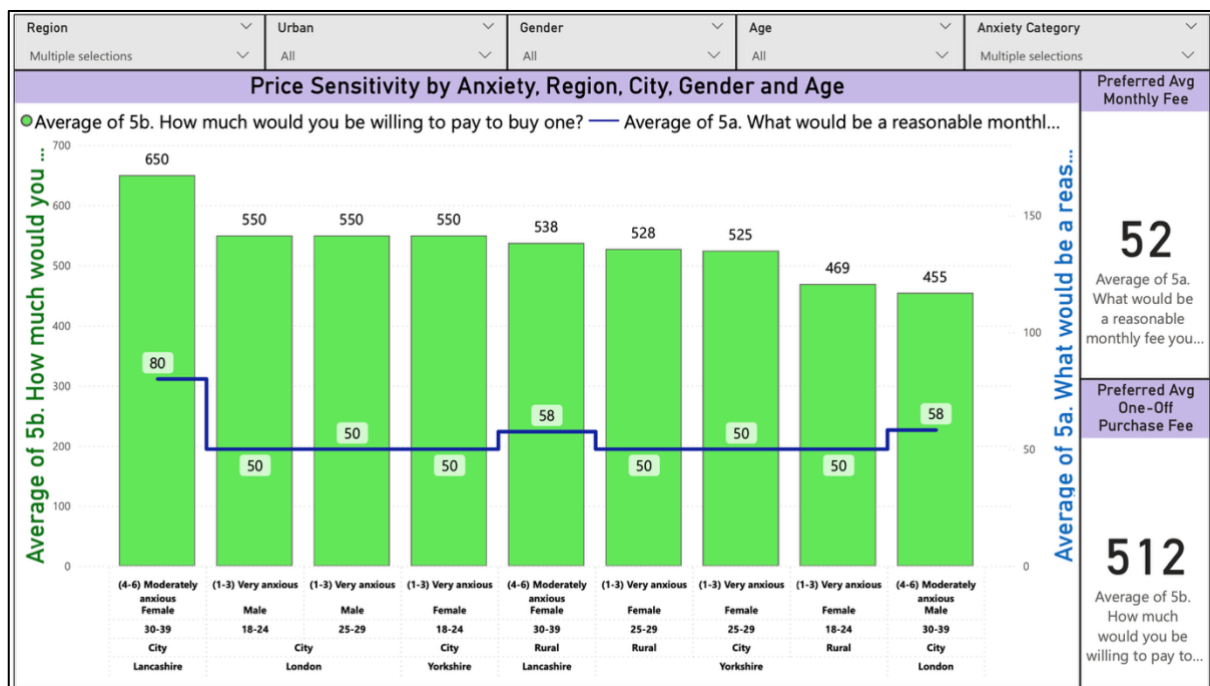 Region Urban Gender Age Anxiety Category
Multiple selections All All All Multiple selections
Price Sensitivity by Anxiety, Region, City, Gender and Age
Average of 5b. How much would you be willing to pay to buy one? Average of 5a. What would be a reasonable monthl...
Average of 5b. How much would you ...
700
600
500
400
300
200
100
0
650 550 550 550 538 528 525 469 455
80 50 50 50 58 50 50 50 58
150
100
50
0
Average of 5a. What would be a reas...
(4-6) Moderately (1-3) Very anxious (1-3) Very anxious (1-3) Very anxious (4-6) Moderately (1-3) Very anxious (1-3) Very anxious (1-3) Very anxious (4-6) Moderately
anxious anxious anxious
Female Male Male Female Female Female Female Female Male
30-39 18-24 25-29 18-24 30-39 25-29 25-29 18-24 30-39
City City City Rural Rural City Rural City
Lancashire London Yorkshire Lancashire Yorkshire London
Preferred Avg
Monthly Fee
52
Average of 5a.
What would be
a reasonable
monthly fee you...
Preferred Avg
One-Off
Purchase Fee
512
Average of 5b.
How much
would you be
willing to pay to...